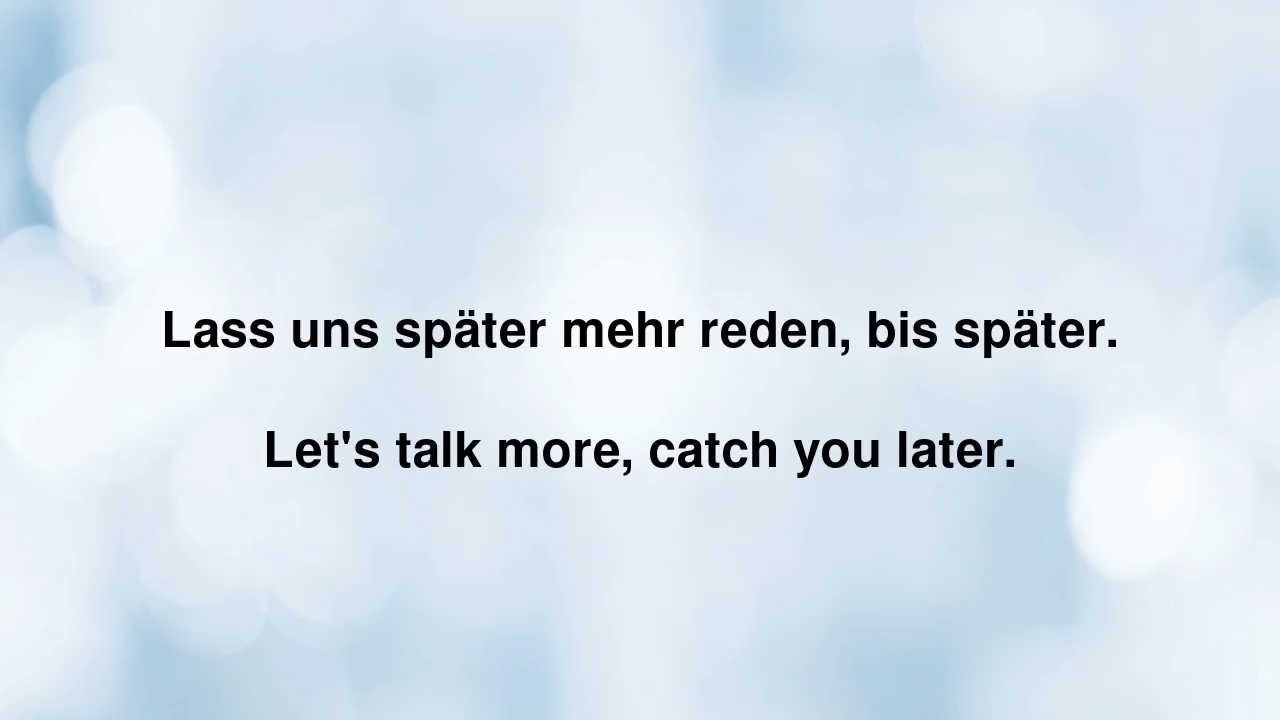 Lass uns später mehr reden, bis später.
Let's talk more, catch you later.